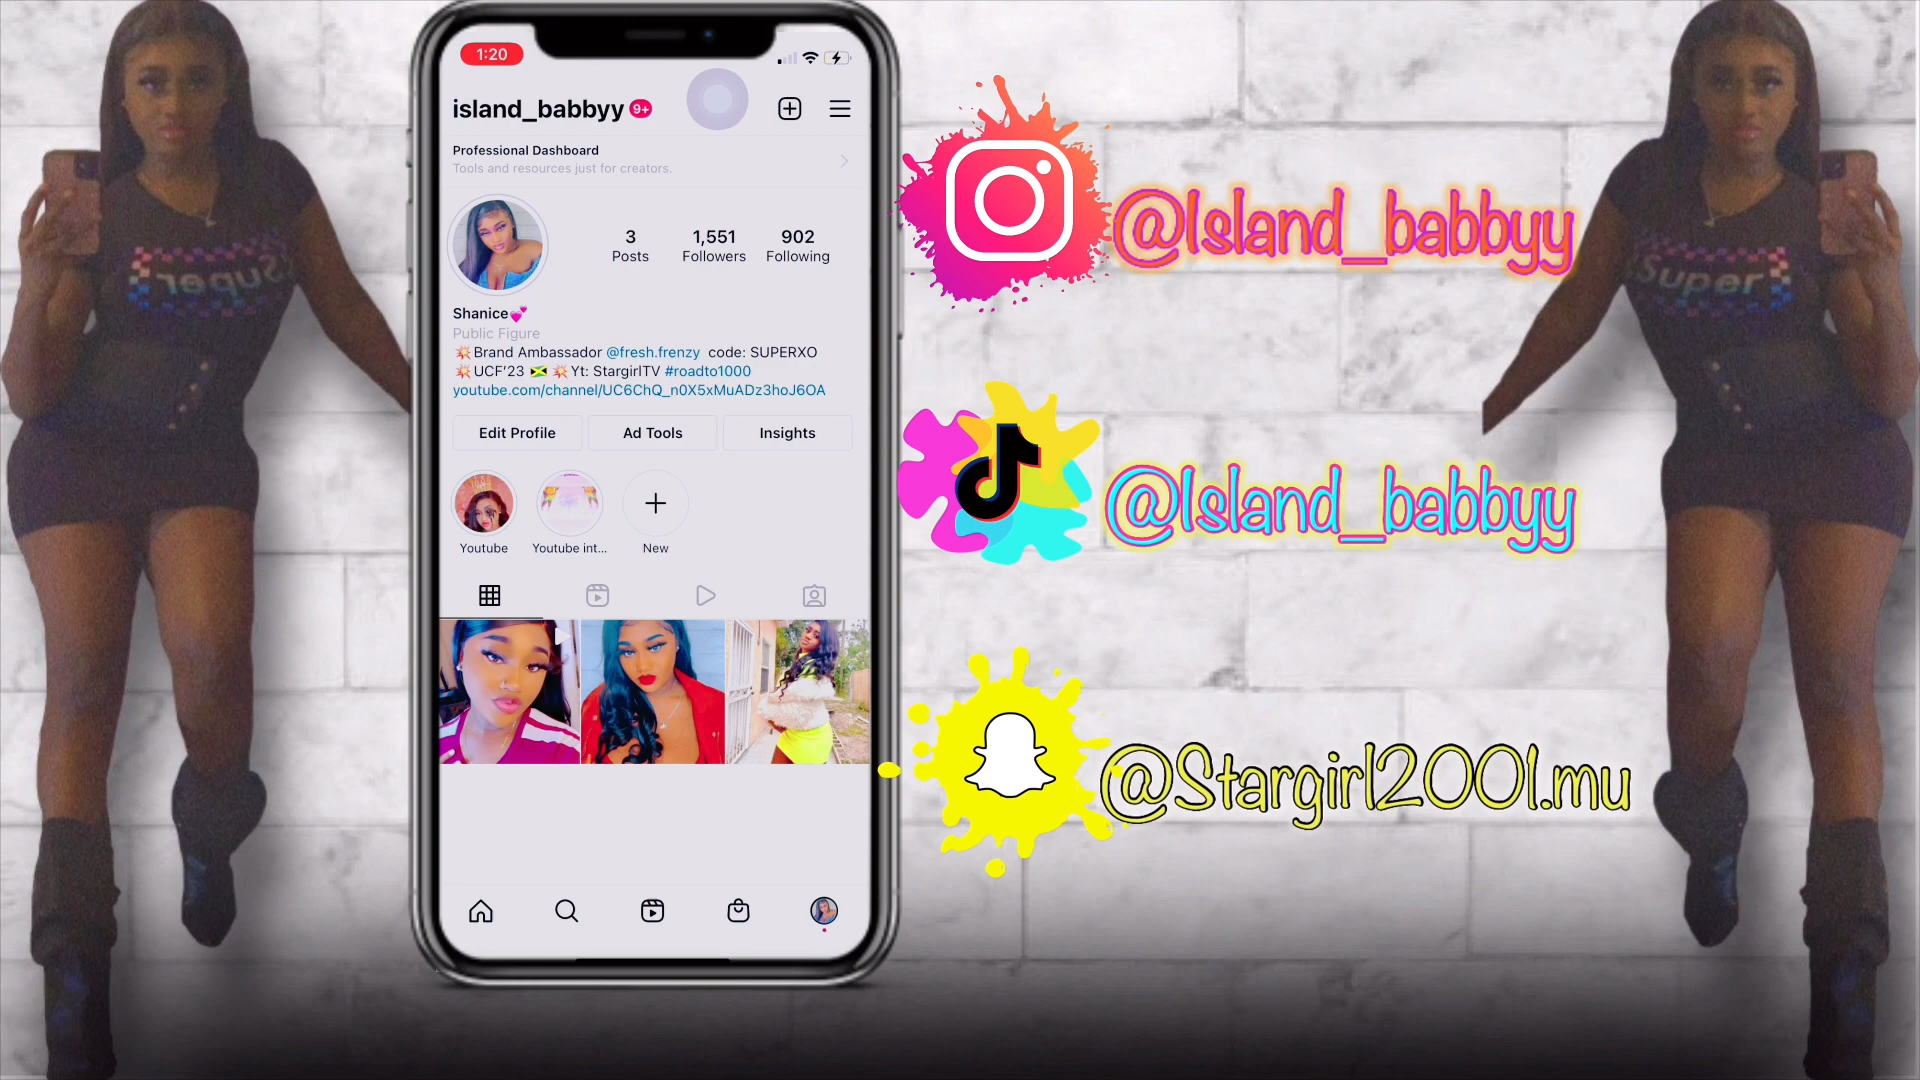 1:20
island_babbyy 9+
Professional Dashboard
Tools and resources just for creators.
3
Posts
1,551
Followers
902
Following
Shanice💞
Public Figure
💥Brand Ambassador @fresh.frenzy code: SUPERXO
💥UCF'23 🇯🇲 💥Yt: StargirlTV #roadto1000
youtube.com/channel/UC6ChQ_n0X5xMuADz3hoJ6OA
Edit Profile
Ad Tools
Insights
Youtube
Youtube int...
New
@Island_babbyy
@Island_babbyy
@Stargirl2001.mu
Super
Super